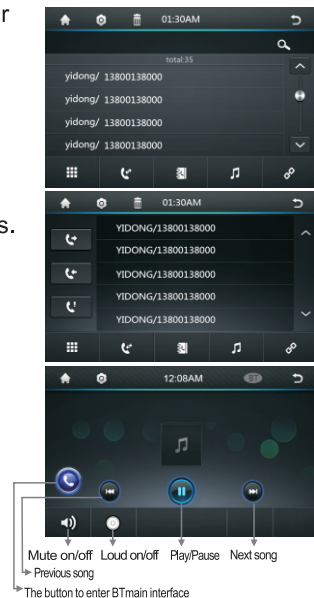 r
01:30AM
total:35
yidong/ 13800138000
yidong/ 13800138000
yidong/ 13800138000
yidong/ 13800138000
s.
01:30AM
YIDONG/13800138000
YIDONG/13800138000
YIDONG/13800138000
YIDONG/13800138000
YIDONG/13800138000
12:08AM BT
Mute on/off Loud on/off Play/Pause Next song
Previous song
The button to enter BTmain interface